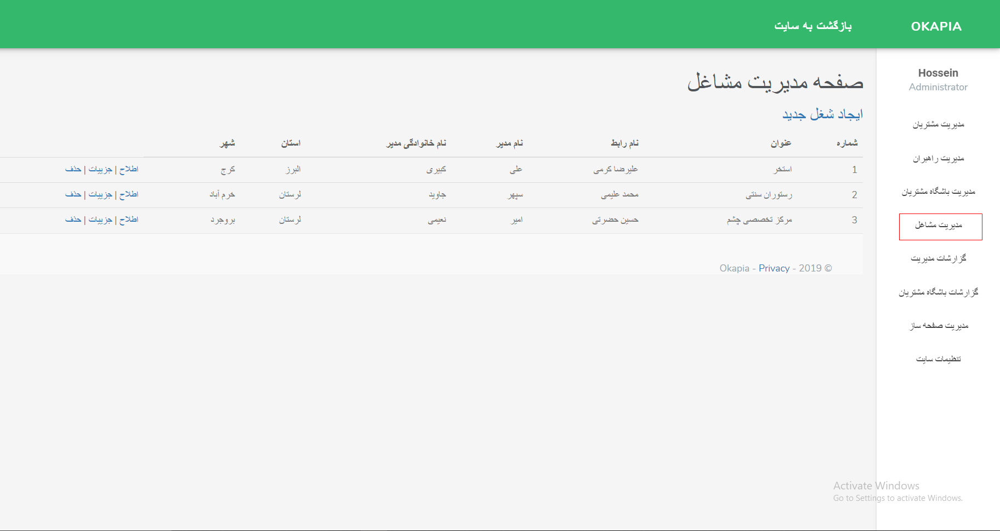 OKAPIA
بازگشت به سایت
Hossein
Administrator
مدیریت مشتریان
مدیریت راهبران
مدیریت باشگاه مشتریان
مدیریت مشاغل
گزارشات مدیریت
گزارشات باشگاه مشتریان
مدیریت صفحه ساز
تنظیمات سایت
صفحه مدیریت مشاغل
ایجاد شغل جدید
شماره عنوان نام رابط نام مدیر نام خانوادگی مدیر استان شهر
1 استخر علیرضا کرمی علی کبیری البرز کرج اطلاح | جزییات | حذف
2 رستوران سنتی محمد علیمی سپهر جاوید لرستان خرم آباد اطلاح | جزییات | حذف
3 مرکز تخصصی چشم حسین حضرتی امیر نعیمی لرستان بروجرد اطلاح | جزییات | حذف
Okapia - Privacy - 2019 ©
Activate Windows
Go to Settings to activate Windows.